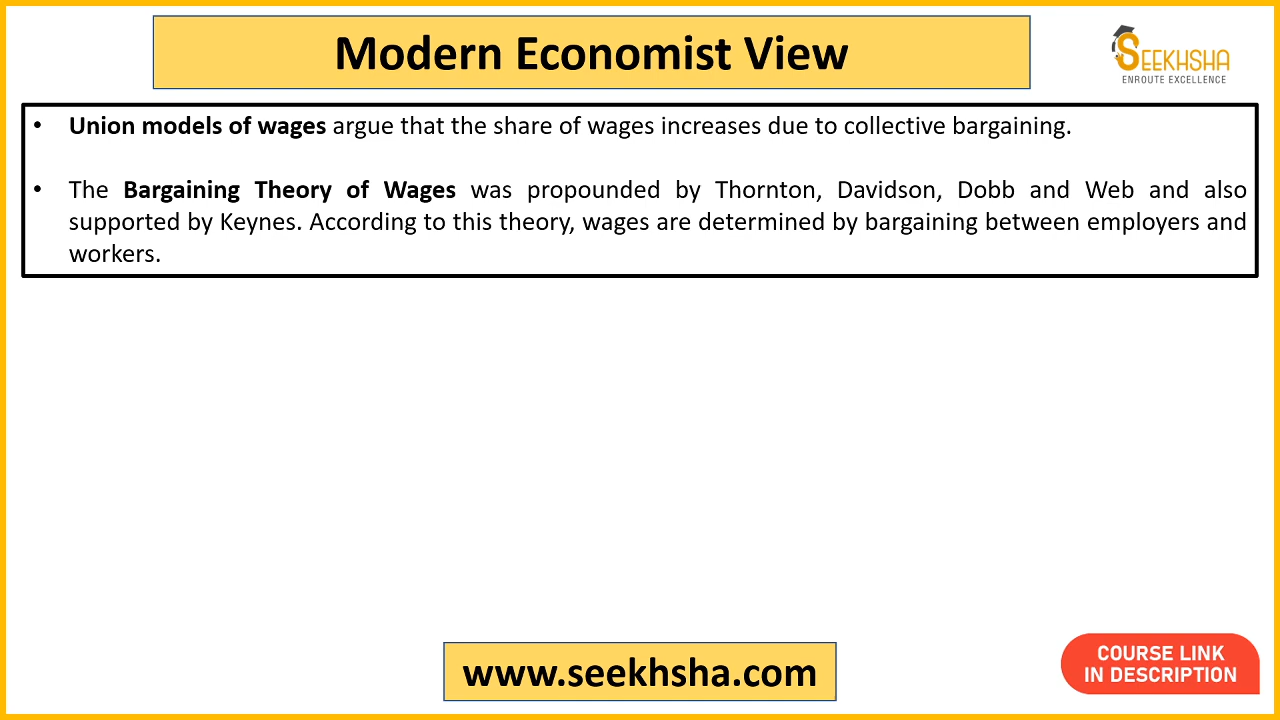 Modern Economist View
SEEKHSHA
ENROUTE EXCELLENCE
• Union models of wages argue that the share of wages increases due to collective bargaining.
• The Bargaining Theory of Wages was propounded by Thornton, Davidson, Dobb and Web and also
supported by Keynes. According to this theory, wages are determined by bargaining between employers and
workers.
www.seekhsha.com
COURSE LINK
IN DESCRIPTION